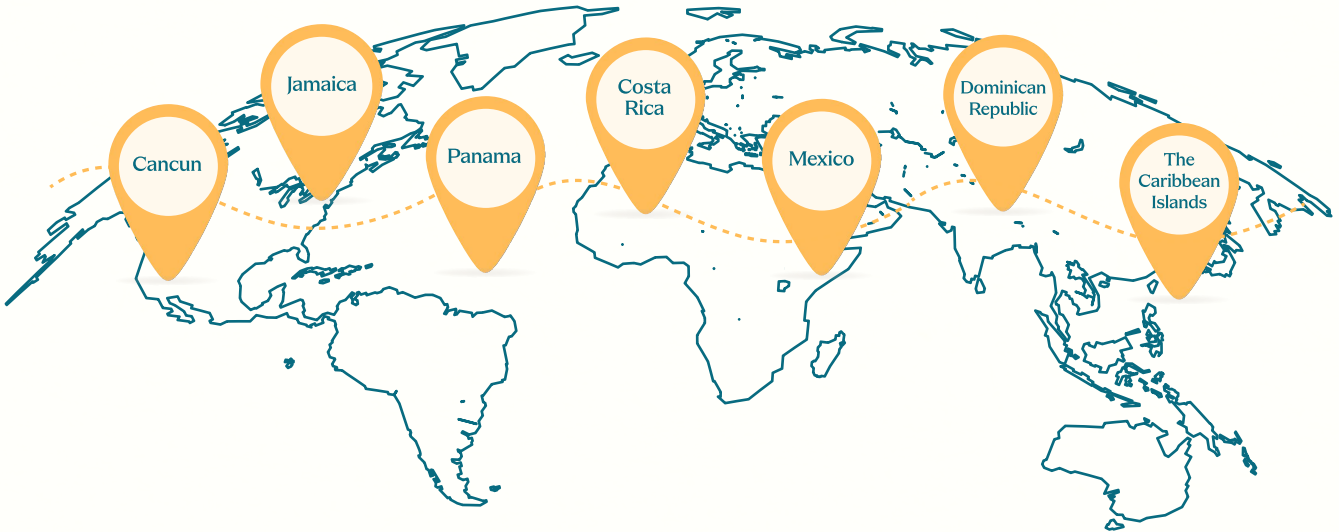 Cancun
Jamaica
Panama
Costa
Rica
Mexico
Dominican
Republic
The
Caribbean
Islands